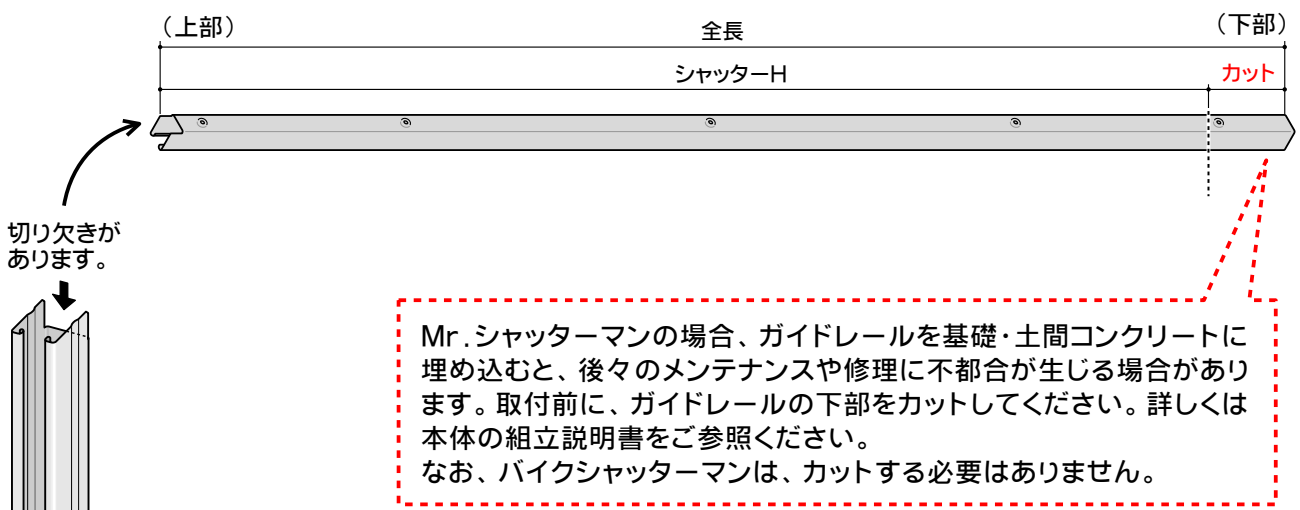 （上部）
全長
（下部）
シャッターH
カット
切り欠きが
あります。
Mr.シャッターマンの場合、ガイドレールを基礎・土間コンクリートに
埋め込むと、後々のメンテナンスや修理に不都合が生じる場合があり
ます。取付前に、ガイドレールの下部をカットしてください。詳しくは
本体の組立説明書をご参照ください。
なお、バイクシャッターマンは、カットする必要はありません。